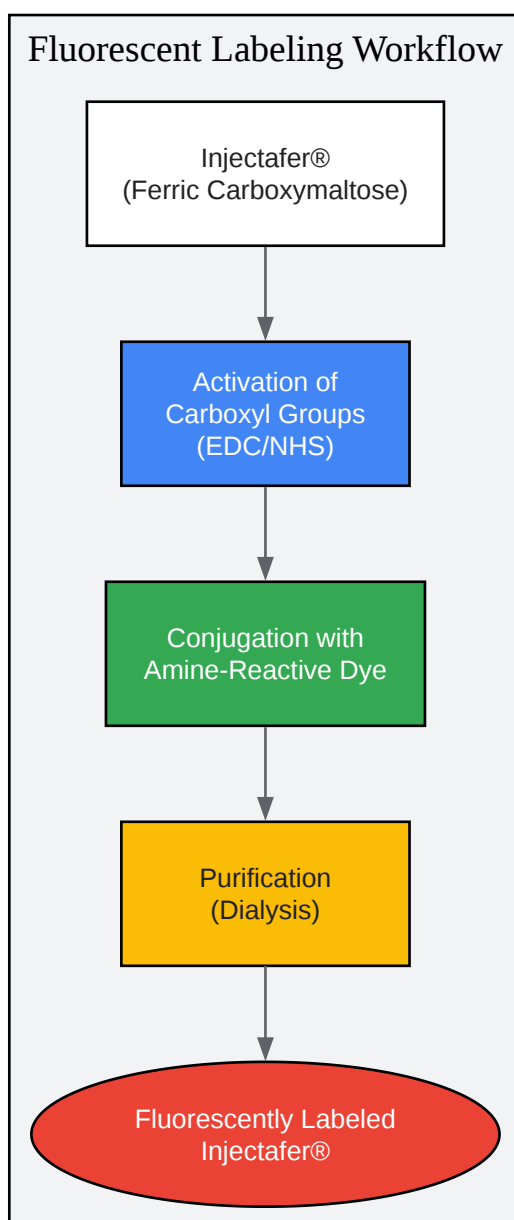 Fluorescent Labeling Workflow
Injectafer®
(Ferric Carboxymaltose)
Activation of
Carboxyl Groups
(EDC/NHS)
Conjugation with
Amine-Reactive Dye
Purification
(Dialysis)
Fluorescently Labeled
Injectafer®